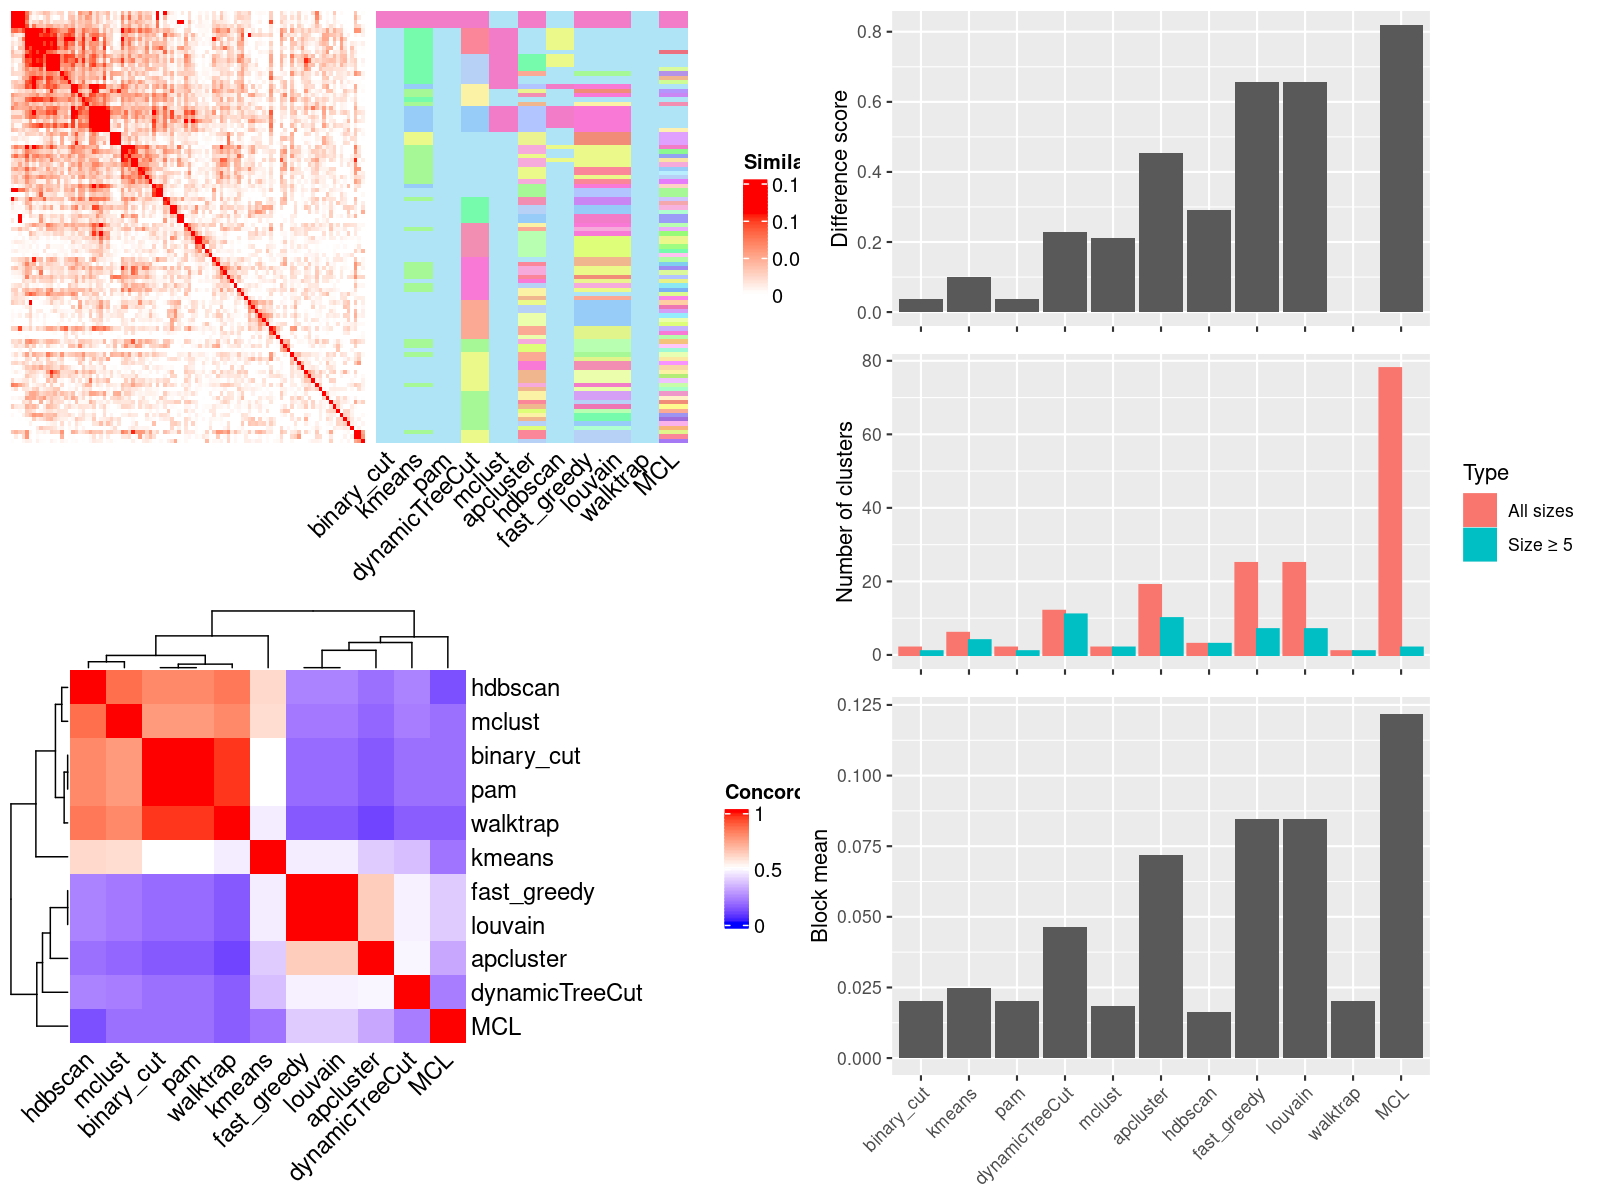 Simila
0.1
0.1
0.0
0
binary_cut
kmeans
pam
dynamicTreeCut
mclust
apcluster
hdbscan
fast_greedy
louvain
walktrap
MCL
hdbscan
mclust
binary_cut
pam
walktrap
kmeans
fast_greedy
louvain
apcluster
dynamicTreeCut
MCL
hdbscan
mclust
binary_cut
pam
walktrap
kmeans
fast_greedy
louvain
apcluster
dynamicTreeCut
MCL
Concord
1
0.5
0
Difference score
0.8
0.6
0.4
0.2
0.0
Number of clusters
80
60
40
20
0
Type
All sizes
Size ≥ 5
Block mean
0.125
0.100
0.075
0.050
0.025
0.000
binary_cut
kmeans
pam
dynamicTreeCut
mclust
apcluster
hdbscan
fast_greedy
louvain
walktrap
MCL